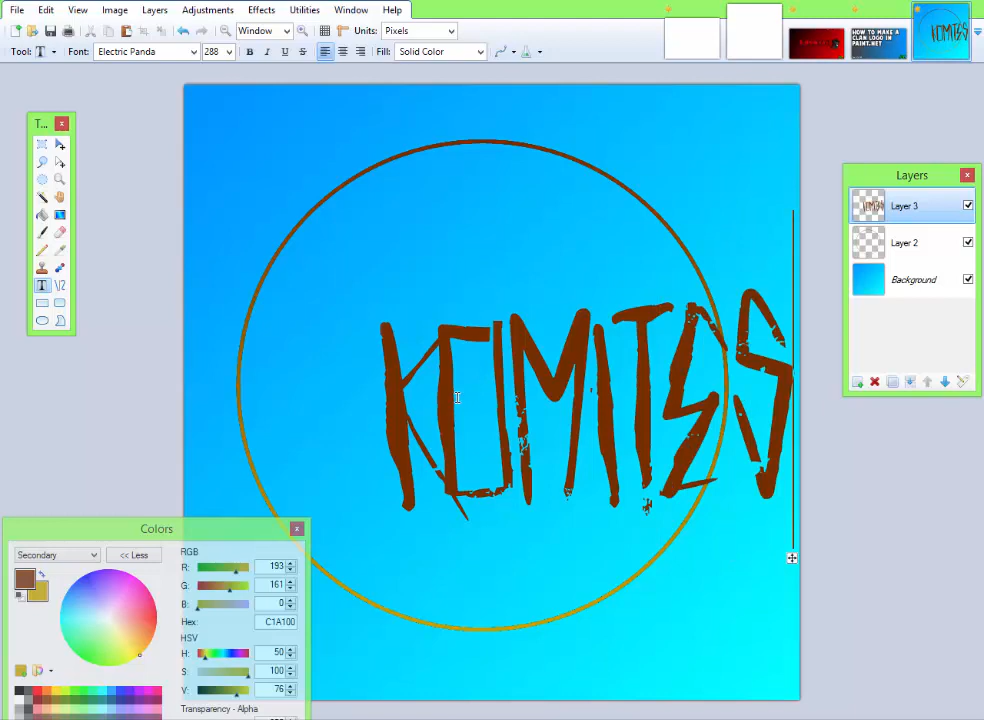 File Edit View Image Layers Adjustments Effects Utilities Window Help
Window Units: Pixels
Tool: T Font: Electric Panda 288 B I U S Fill: Solid Color
HOW TO MAKE A
CLAN LOGO IN
PAINT.NET
KOMITES
T... x
KOMITES
Layers x
Layer 3
Layer 2
Background
Colors x
Secondary << Less
RGB
R: 193
G: 161
B: 0
Hex: C1A100
HSV
H: 50
S: 100
V: 76
Transparency - Alpha